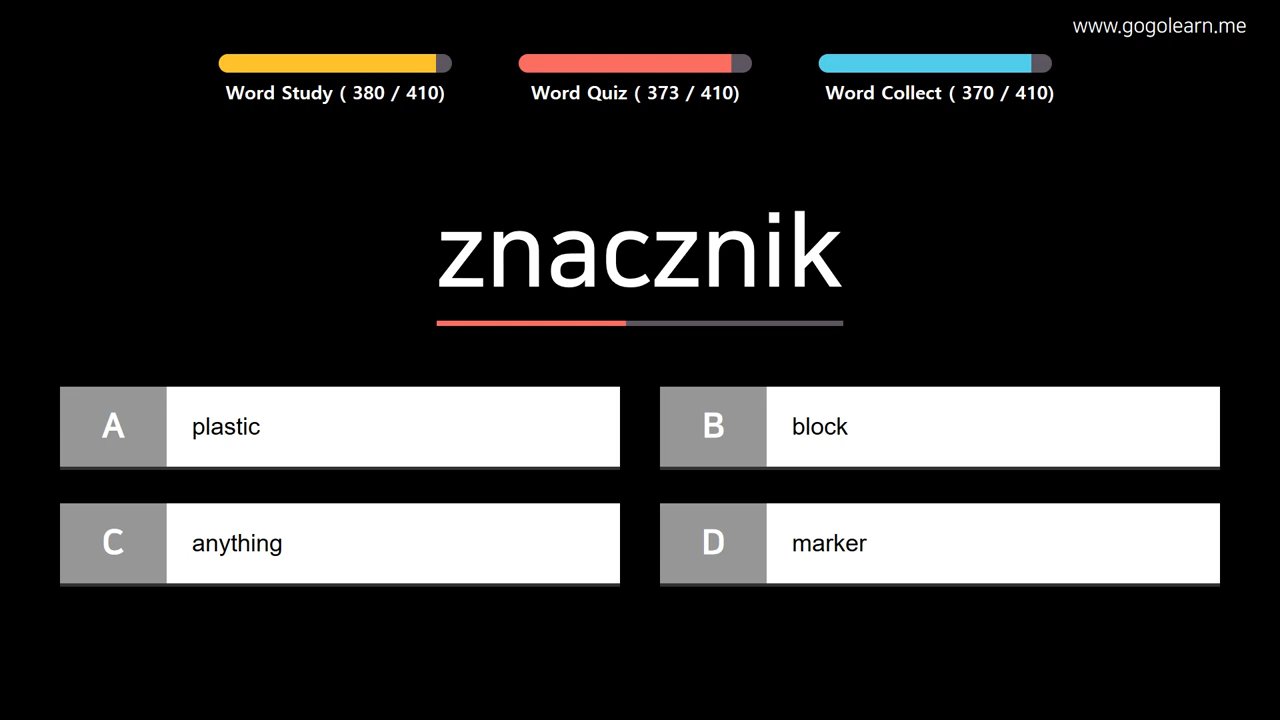 www.gogolearn.me
Word Study ( 380 / 410)
Word Quiz ( 373 / 410)
Word Collect ( 370 / 410)
znacznik
A plastic
B block
C anything
D marker